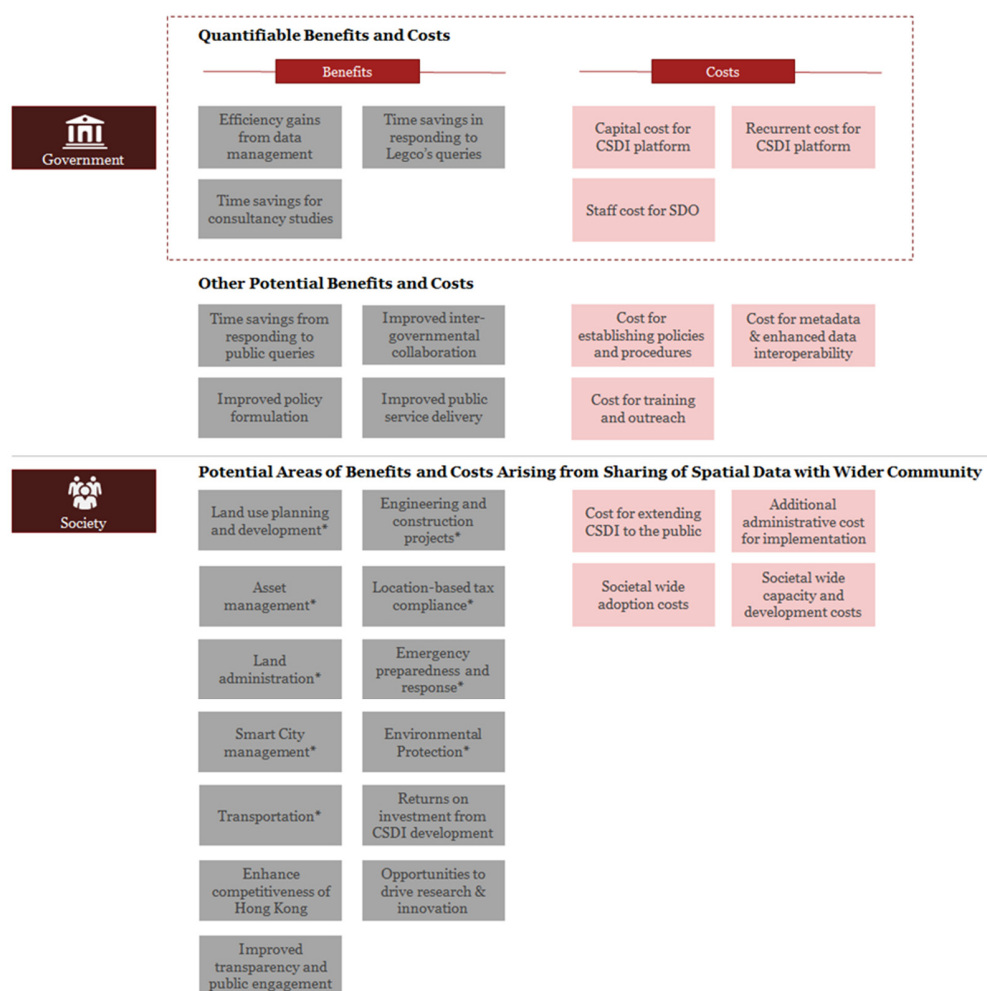 Quantifiable Benefits and Costs
Benefits
Costs
Government
Efficiency gains
from data
management
Time savings in
responding to
Legco's queries
Capital cost for
CSDI platform
Recurrent cost for
CSDI platform
Time savings for
consultancy studies
Staff cost for SDO
Other Potential Benefits and Costs
Time savings from
responding to
public queries
Improved inter-
governmental
collaboration
Cost for
establishing policies
and procedures
Cost for metadata
& enhanced data
interoperability
Improved policy
formulation
Improved public
service delivery
Cost for training
and outreach
Society
Potential Areas of Benefits and Costs Arising from Sharing of Spatial Data with Wider Community
Land use planning
and development*
Engineering and
construction
projects*
Cost for extending
CSDI to the public
Additional
administrative cost
for implementation
Asset
management*
Location-based tax
compliance*
Societal wide
adoption costs
Societal wide
capacity and
development costs
Land
administration*
Emergency
preparedness and
response*
Smart City
management*
Environmental
Protection*
Transportation*
Returns on
investment from
CSDI development
Enhance
competitiveness of
Hong Kong
Opportunities to
drive research &
innovation
Improved
transparency and
public engagement